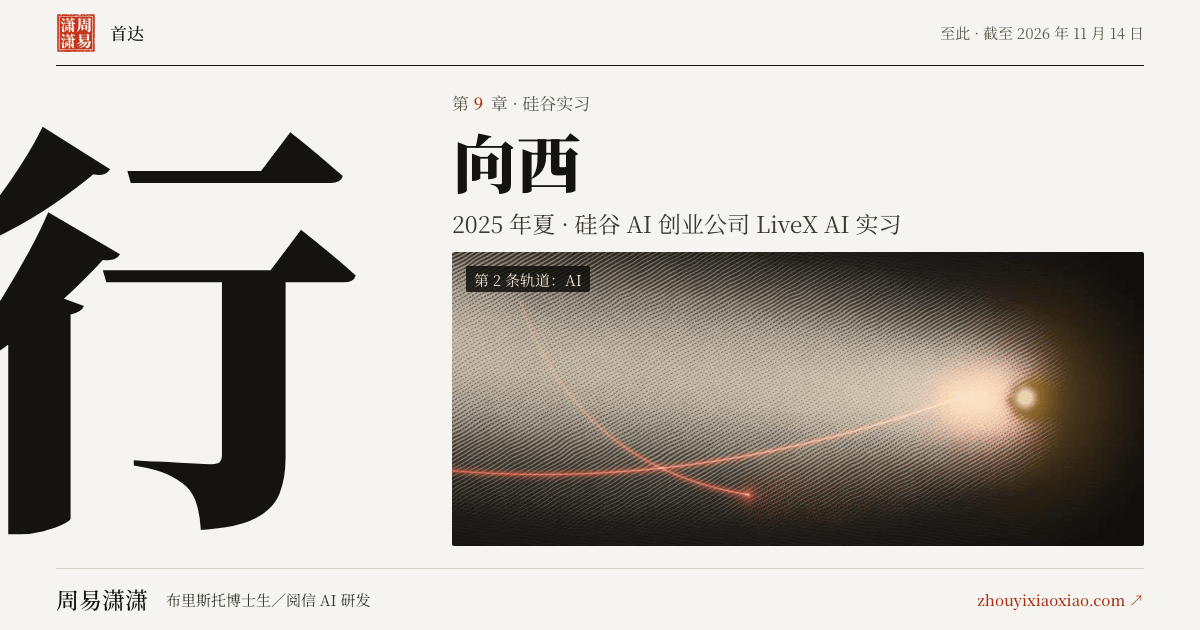 周易潇潇
首达
至此 · 截至 2026 年 11 月 14 日
行
第 9 章 · 硅谷实习
向西
2025 年夏 · 硅谷 AI 创业公司 LiveX AI 实习
第 2 条轨道：AI
周易潇潇
布里斯托博士生／阅信 AI 研发
zhouyixiaoxiao.com ↗